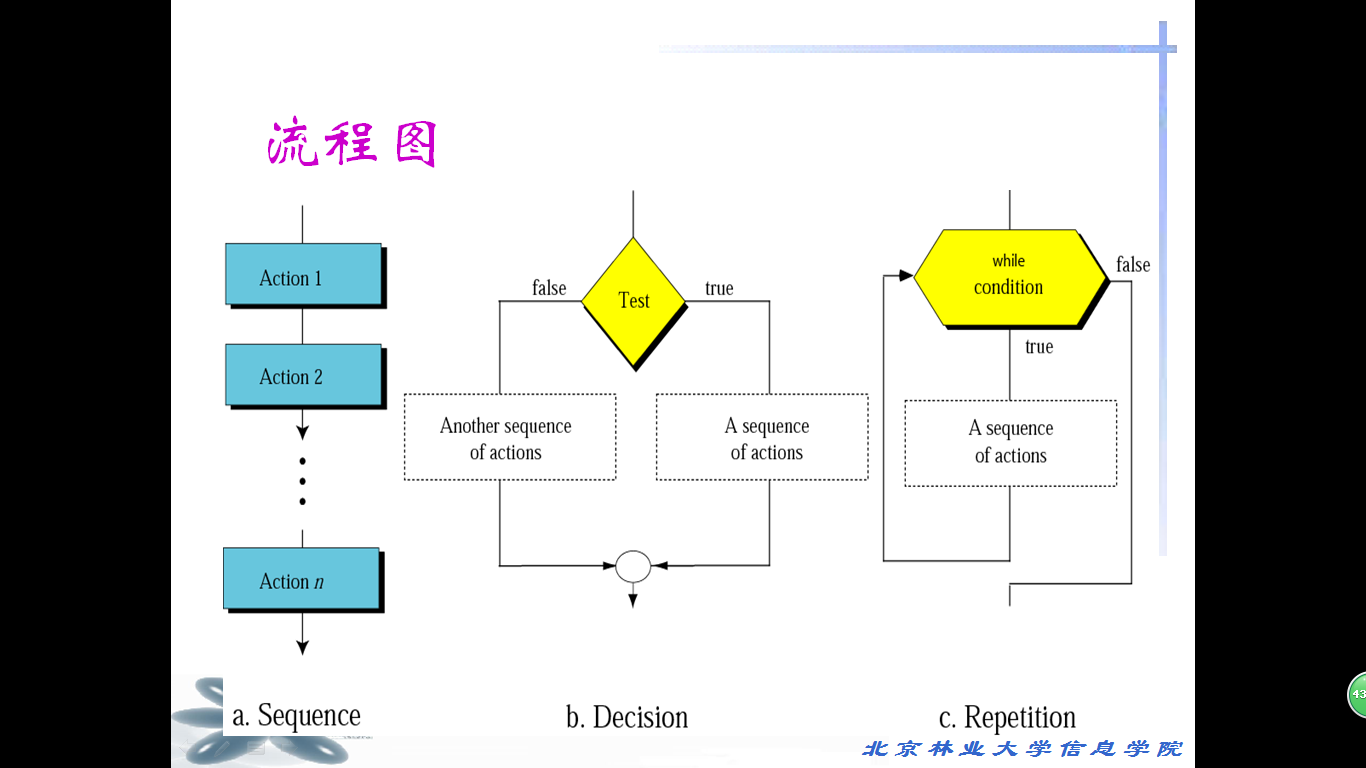 流程图
Action 1
Action 2
Action n
a. Sequence
false
Test
true
Another sequence
of actions
A sequence
of actions
b. Decision
while
condition
false
true
A sequence
of actions
c. Repetition
北京林业大学信息学院